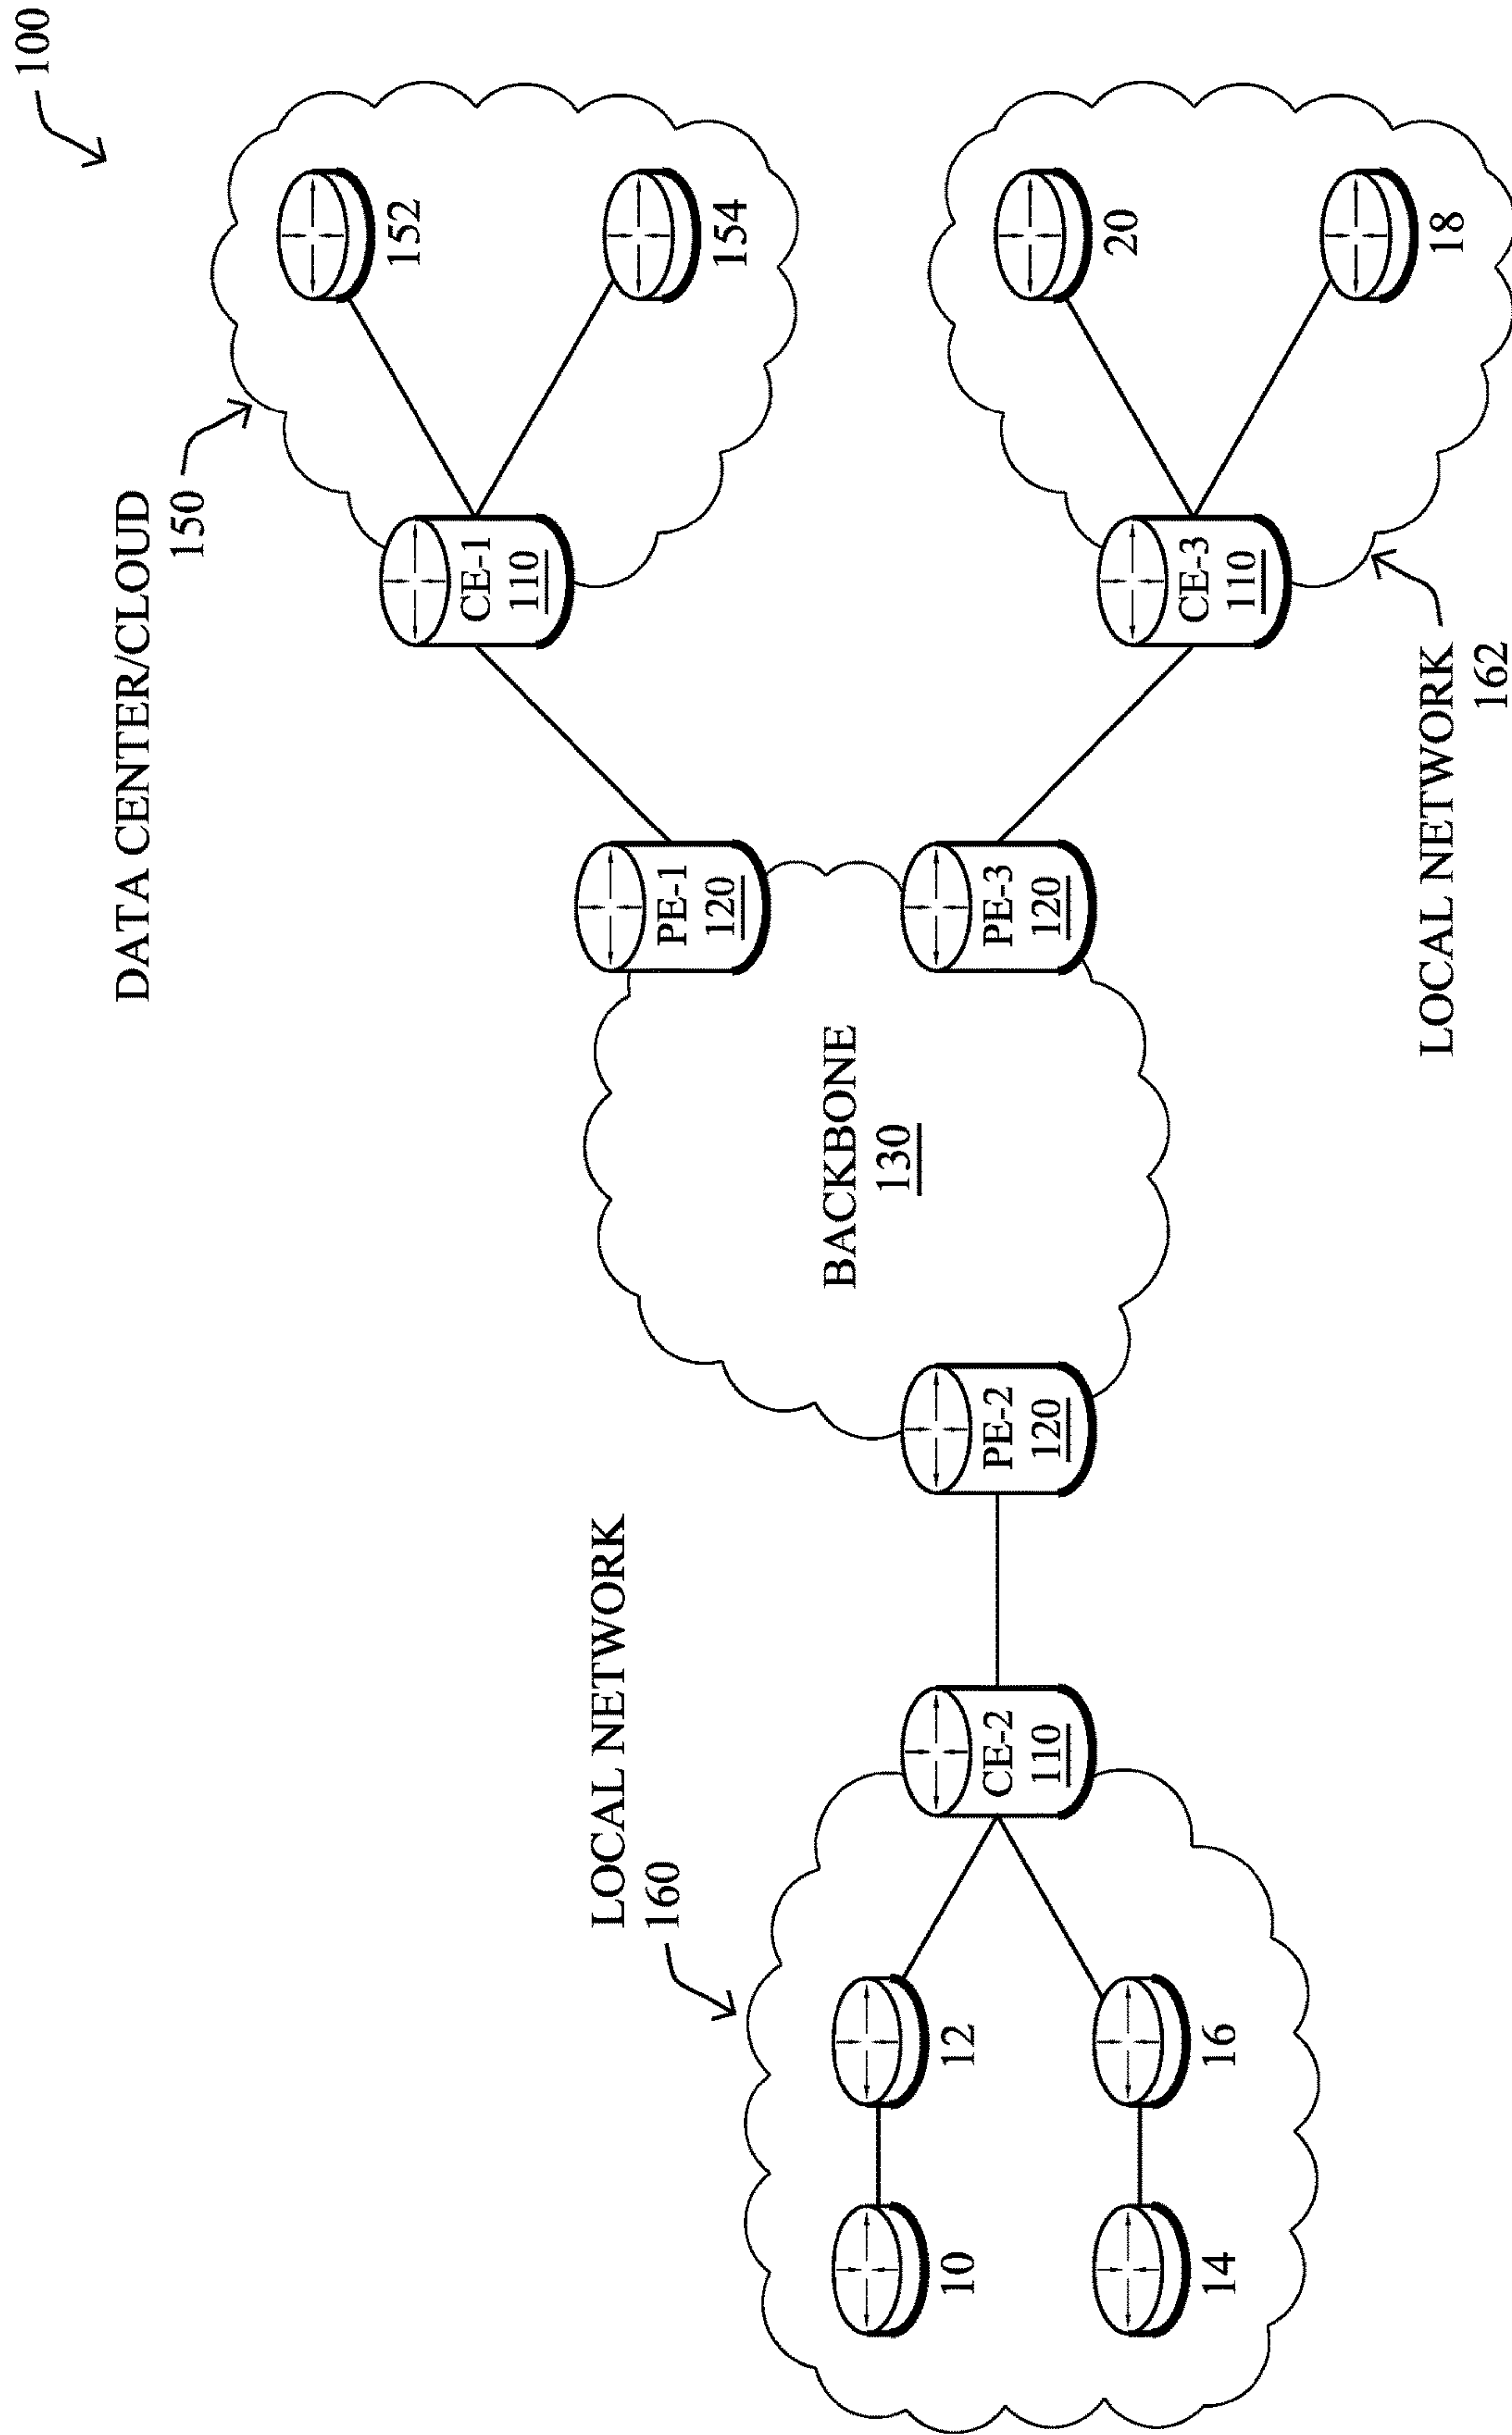 100
DATA CENTER/CLOUD
150
152
154
CE-1
110
PE-1
120
BACKBONE
130
PE-3
120
CE-3
110
20
18
LOCAL NETWORK
162
PE-2
120
CE-2
110
LOCAL NETWORK
160
12
10
16
14